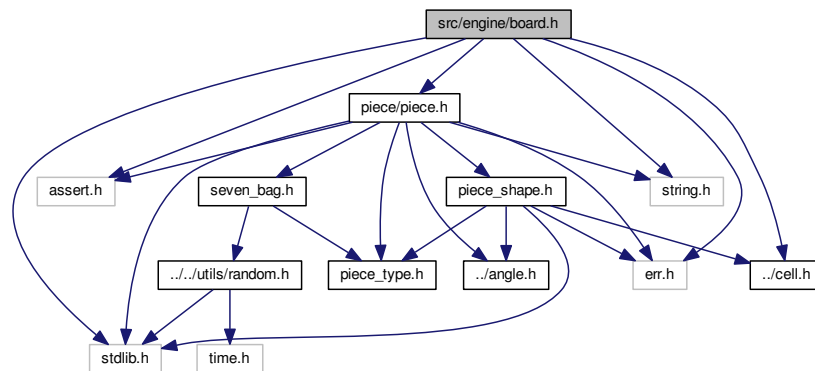 src/engine/board.h
piece/piece.h
assert.h
seven_bag.h
piece_shape.h
string.h
../../utils/random.h
piece_type.h
../angle.h
err.h
../cell.h
stdlib.h
time.h